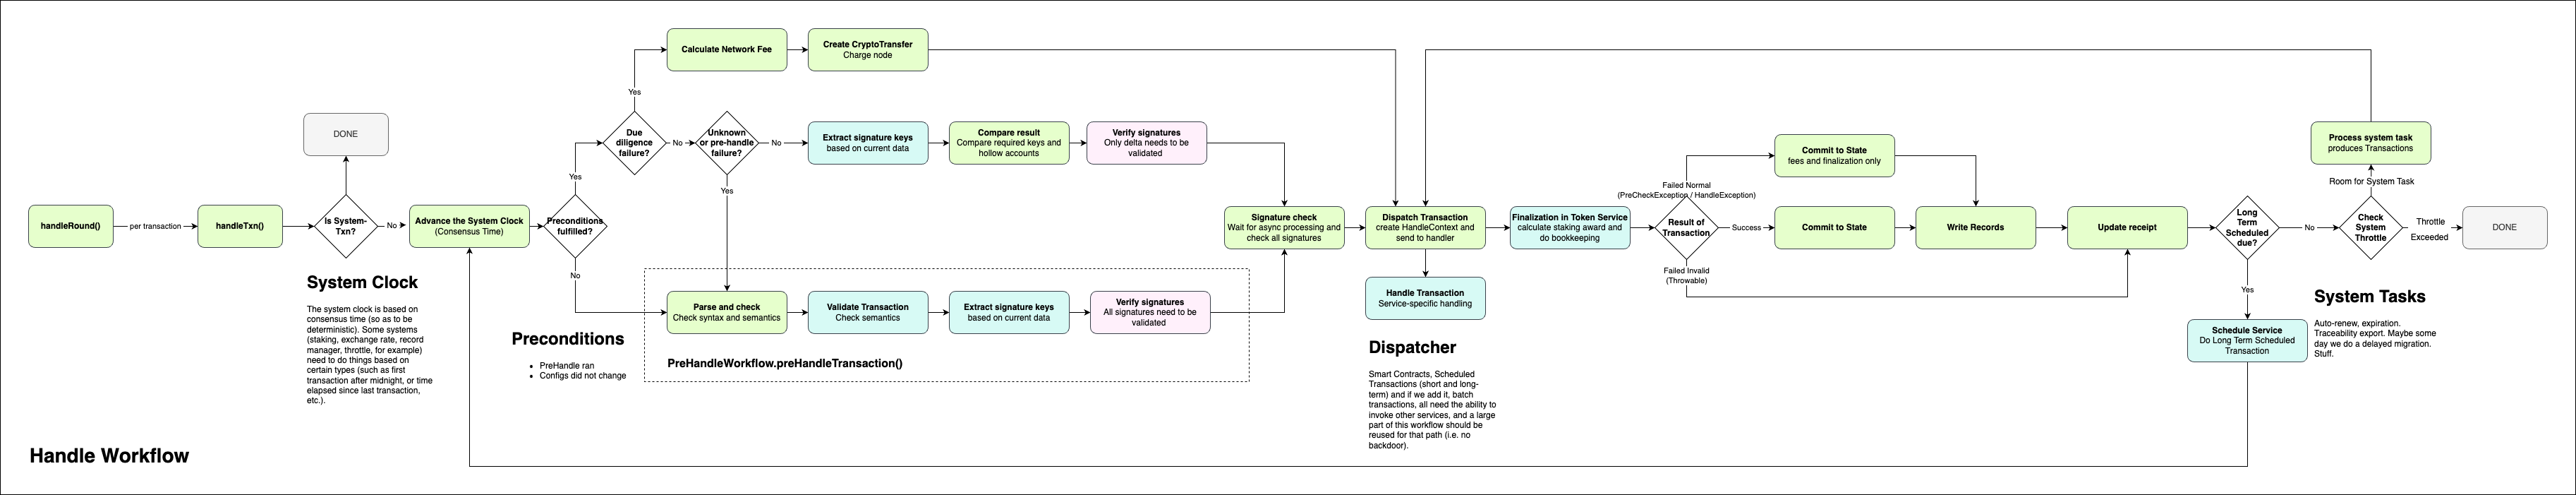 Calculate Network Fee
Create CryptoTransfer
Charge node
Yes
DONE
Due
diligence
failure?
No
Unknown
or pre-handle
failure?
No
Extract signature keys
based on current data
Compare result
Compare required keys and
hollow accounts
Verify signatures
Only delta needs to be
validated
Commit to State
fees and finalization only
Process system task
produces Transactions
Yes
Yes
Room for System Task
Failed Normal
(PreCheckException / HandleException)
handleRound()
per transaction
handleTxn()
Is System-
Txn?
No
Advance the System Clock
(Consensus Time)
Preconditions
fulfilled?
Signature check
Wait for async processing and
check all signatures
Dispatch Transaction
create HandleContext and
send to handler
Finalization in Token Service
calculate staking award and
do bookkeeping
Result of
Transaction
Success
Commit to State
Write Records
Update receipt
Long
Term
Scheduled
due?
No
Check
System
Throttle
Throttle
Exceeded
DONE
No
Failed Invalid
(Throwable)
Yes
System Clock
The system clock is based on
consensus time (so as to be
deterministic). Some systems
(staking, exchange rate, record
manager, throttle, for example)
need to do things based on
certain types (such as first
transaction after midnight, or time
elapsed since last transaction,
etc.).
Preconditions
• PreHandle ran
• Configs did not change
Parse and check
Check syntax and semantics
Validate Transaction
Check semantics
Extract signature keys
based on current data
Verify signatures
All signatures need to be
validated
PreHandleWorkflow.preHandleTransaction()
Handle Transaction
Service-specific handling
Dispatcher
Smart Contracts, Scheduled
Transactions (short and long-
term) and if we add it, batch
transactions, all need the ability to
invoke other services, and a large
part of this workflow should be
reused for that path (i.e. no
backdoor).
Schedule Service
Do Long Term Scheduled
Transaction
System Tasks
Auto-renew, expiration.
Traceability export. Maybe some
day we do a delayed migration.
Stuff.
Handle Workflow